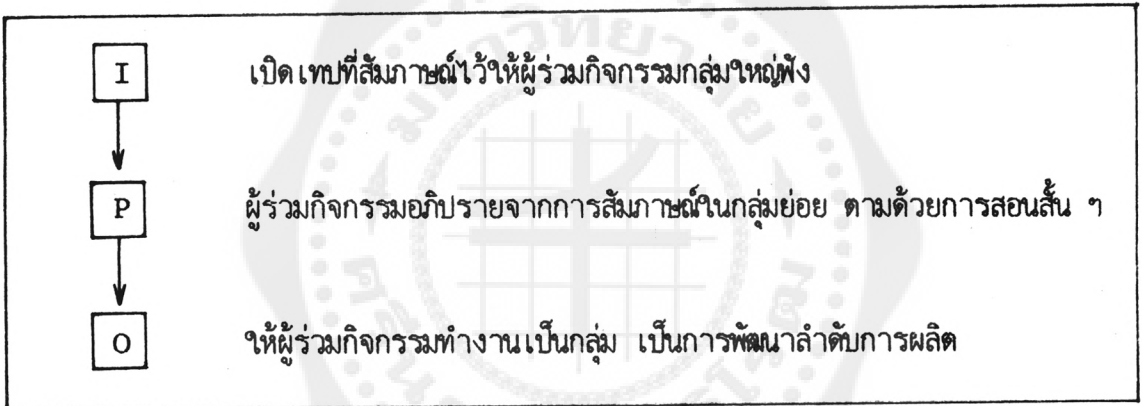 I เปิดเทปที่สัมภาษณ์ไว้ให้ผู้ร่วมกิจกรรมกลุ่มใหญ่ฟัง
P ผู้ร่วมกิจกรรมอภิปรายจากการสัมภาษณ์ในกลุ่มย่อย ตามด้วยการสอนสั้น ๆ
O ให้ผู้ร่วมกิจกรรมทำงานเป็นกลุ่ม เป็นการพัฒนาลำดับการผลิต